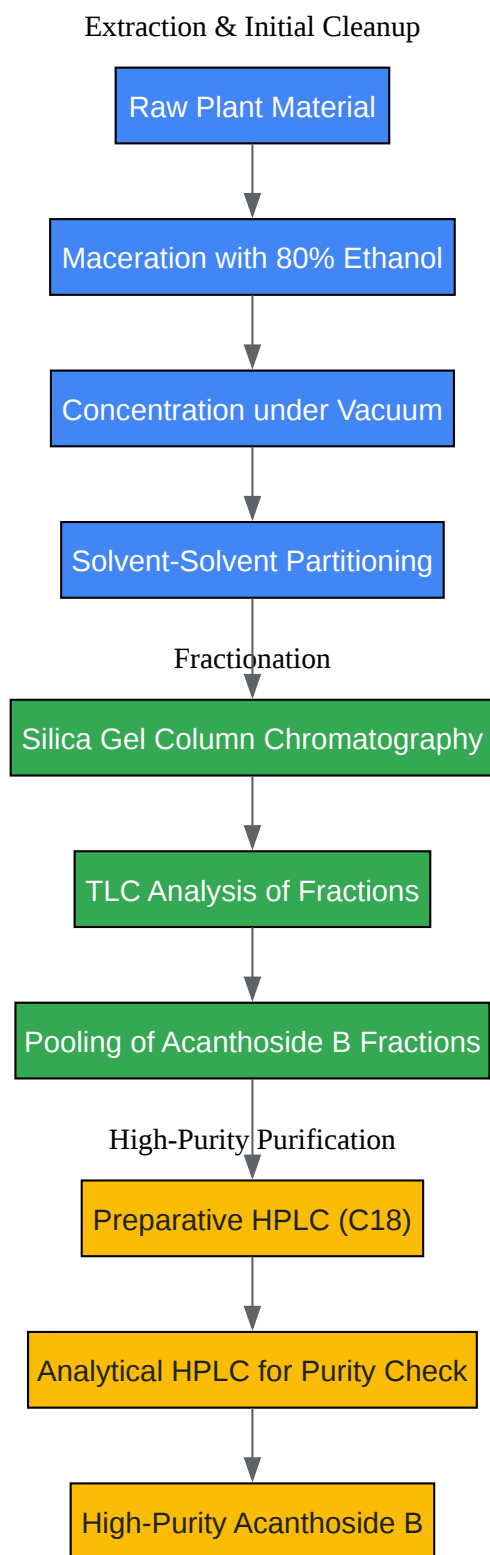 Extraction & Initial Cleanup
Raw Plant Material
Maceration with 80% Ethanol
Concentration under Vacuum
Solvent-Solvent Partitioning
Fractionation
Silica Gel Column Chromatography
TLC Analysis of Fractions
Pooling of Acanthoside B Fractions
High-Purity Purification
Preparative HPLC (C18)
Analytical HPLC for Purity Check
High-Purity Acanthoside B